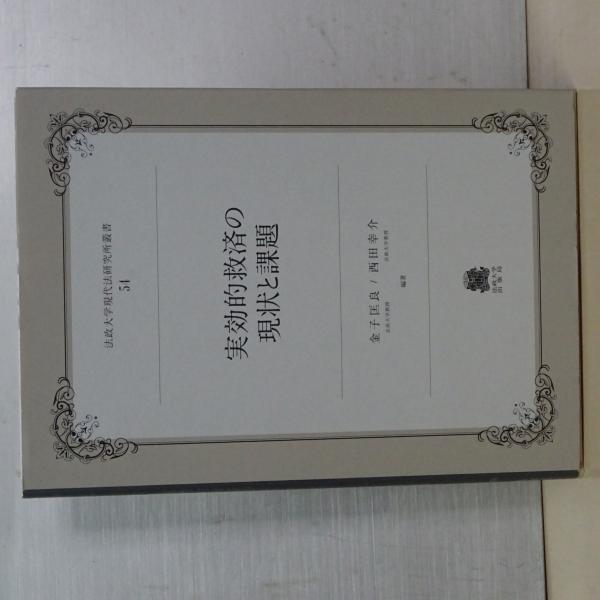 法政大学現代法研究所叢書
54
実効的救済の
現状と課題
金子匡良 / 西田幸介
法政大学教授 法政大学教授
編著
法政大学
出版局